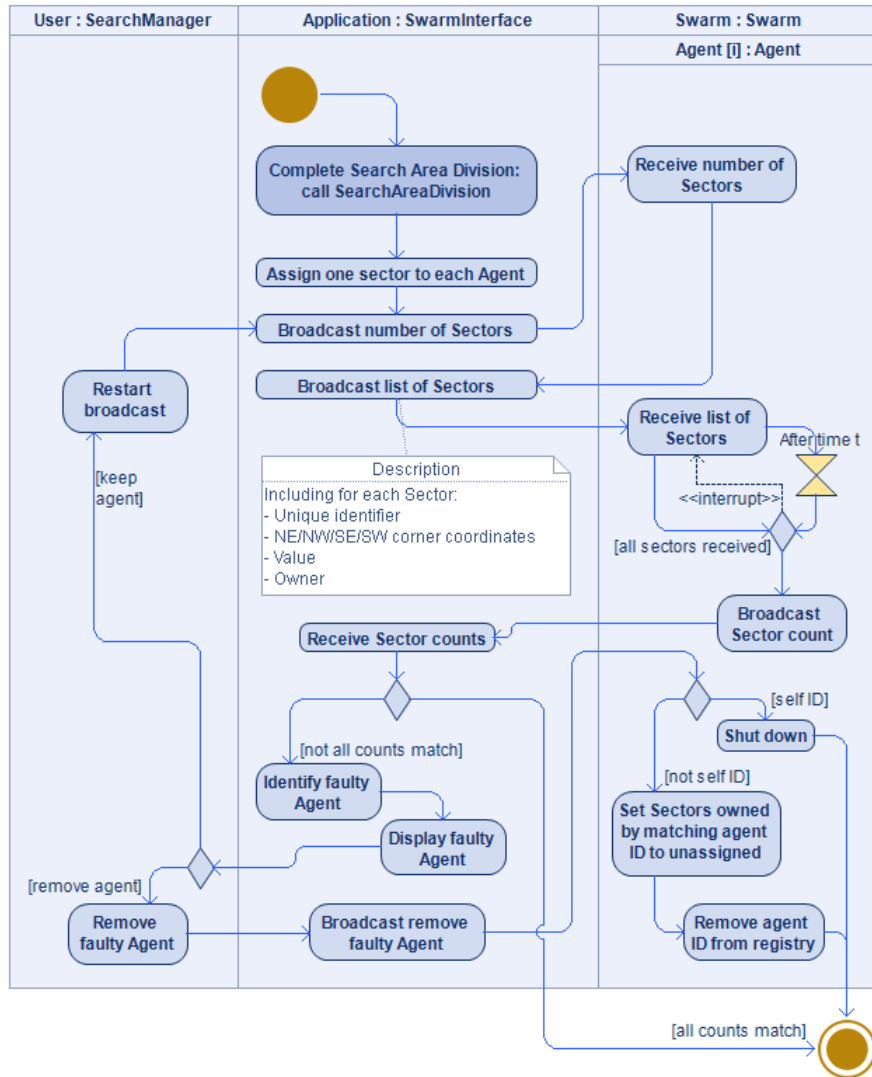 User : SearchManager
Application : SwarmInterface
Swarm : Swarm
Agent [i] : Agent
Complete Search Area Division:
call SearchAreaDivision
Receive number of
Sectors
Assign one sector to each Agent
Broadcast number of Sectors
Restart
broadcast
Broadcast list of Sectors
Receive list of
Sectors
After time t
[keep
agent]
Description
Including for each Sector:
- Unique identifier
- NE/NW/SE/SW corner coordinates
- Value
- Owner
<<interrupt>>
[all sectors received]
Broadcast
Sector count
Receive Sector counts
[self ID]
Shut down
[not all counts match]
[not self ID]
Identify faulty
Agent
Set Sectors owned
by matching agent
ID to unassigned
Display faulty
Agent
[remove agent]
Remove
faulty Agent
Broadcast remove
faulty Agent
Remove agent
ID from registry
[all counts match]